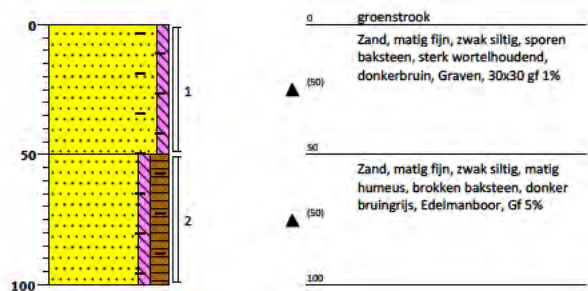 0
50
100
1
2
0 groenstrook
Zand, matig fijn, zwak siltig, sporen
baksteen, sterk wortelhoudend,
donkerbruin, Graven, 30x30 gf 1%
(50)
50
Zand, matig fijn, zwak siltig, matig
humeus, brokken baksteen, donker
bruingrijs, Edelmanboor, Gf 5%
(50)
100